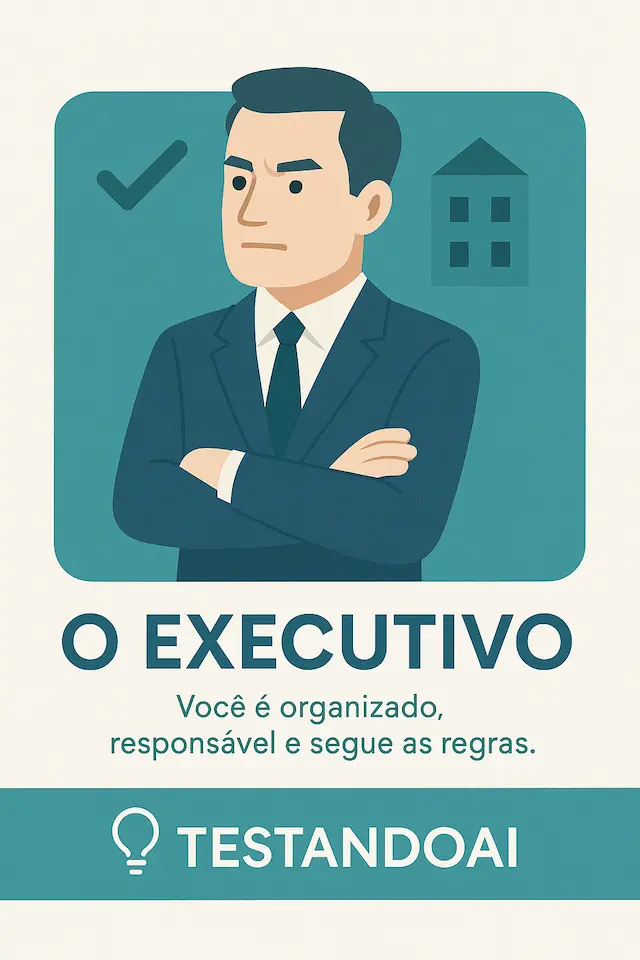 O EXECUTIVO
Você é organizado,
responsável e segue as regras.
TESTANDOAI